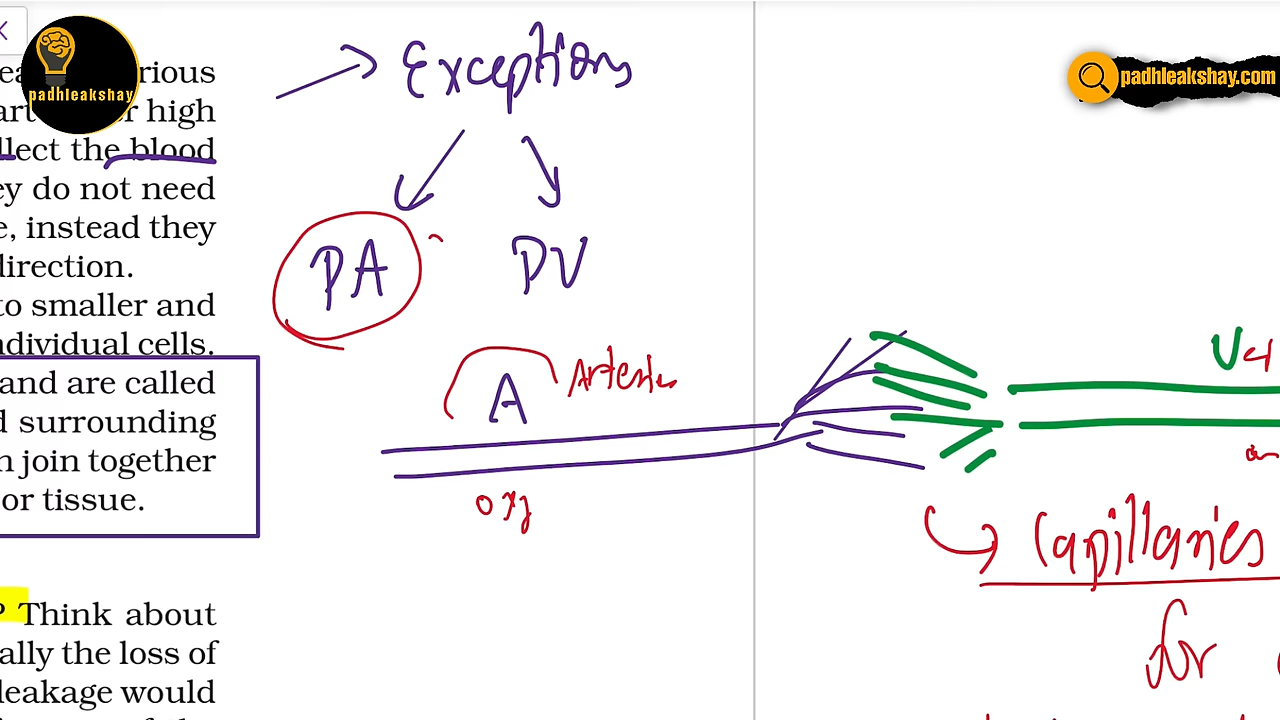 rious
padhleakshay
high
llect the blood
ey do not need
e, instead they
direction.
to smaller and
ndividual cells.
and are called
d surrounding
n join together
or tissue.
? Think about
ally the loss of
leakage would
Exceptions
PA PV
A Arteries
oxy
padhleakshay.com
Capillaries
for